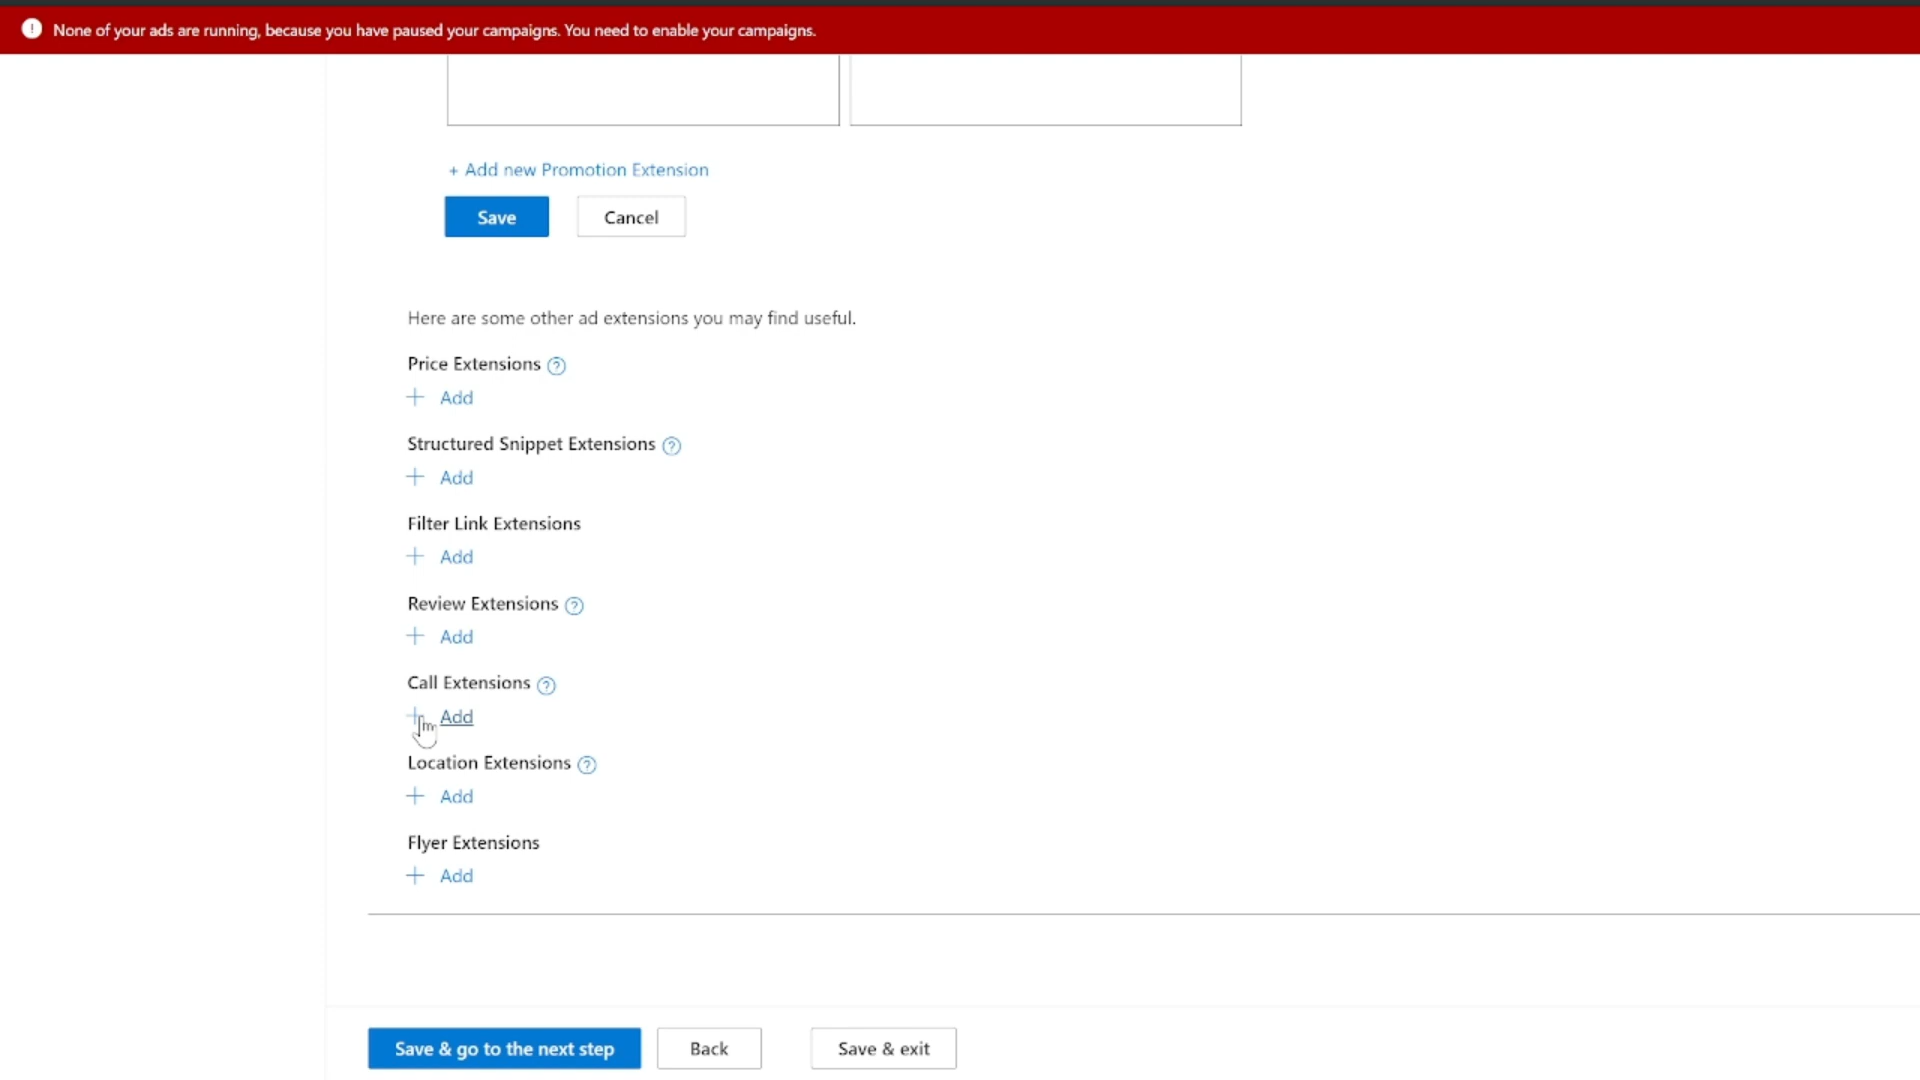 None of your ads are running, because you have paused your campaigns. You need to enable your campaigns.
+ Add new Promotion Extension
Save Cancel
Here are some other ad extensions you may find useful.
Price Extensions ?
+ Add
Structured Snippet Extensions ?
+ Add
Filter Link Extensions
+ Add
Review Extensions ?
+ Add
Call Extensions ?
+ Add
Location Extensions ?
+ Add
Flyer Extensions
+ Add
Save & go to the next step Back Save & exit